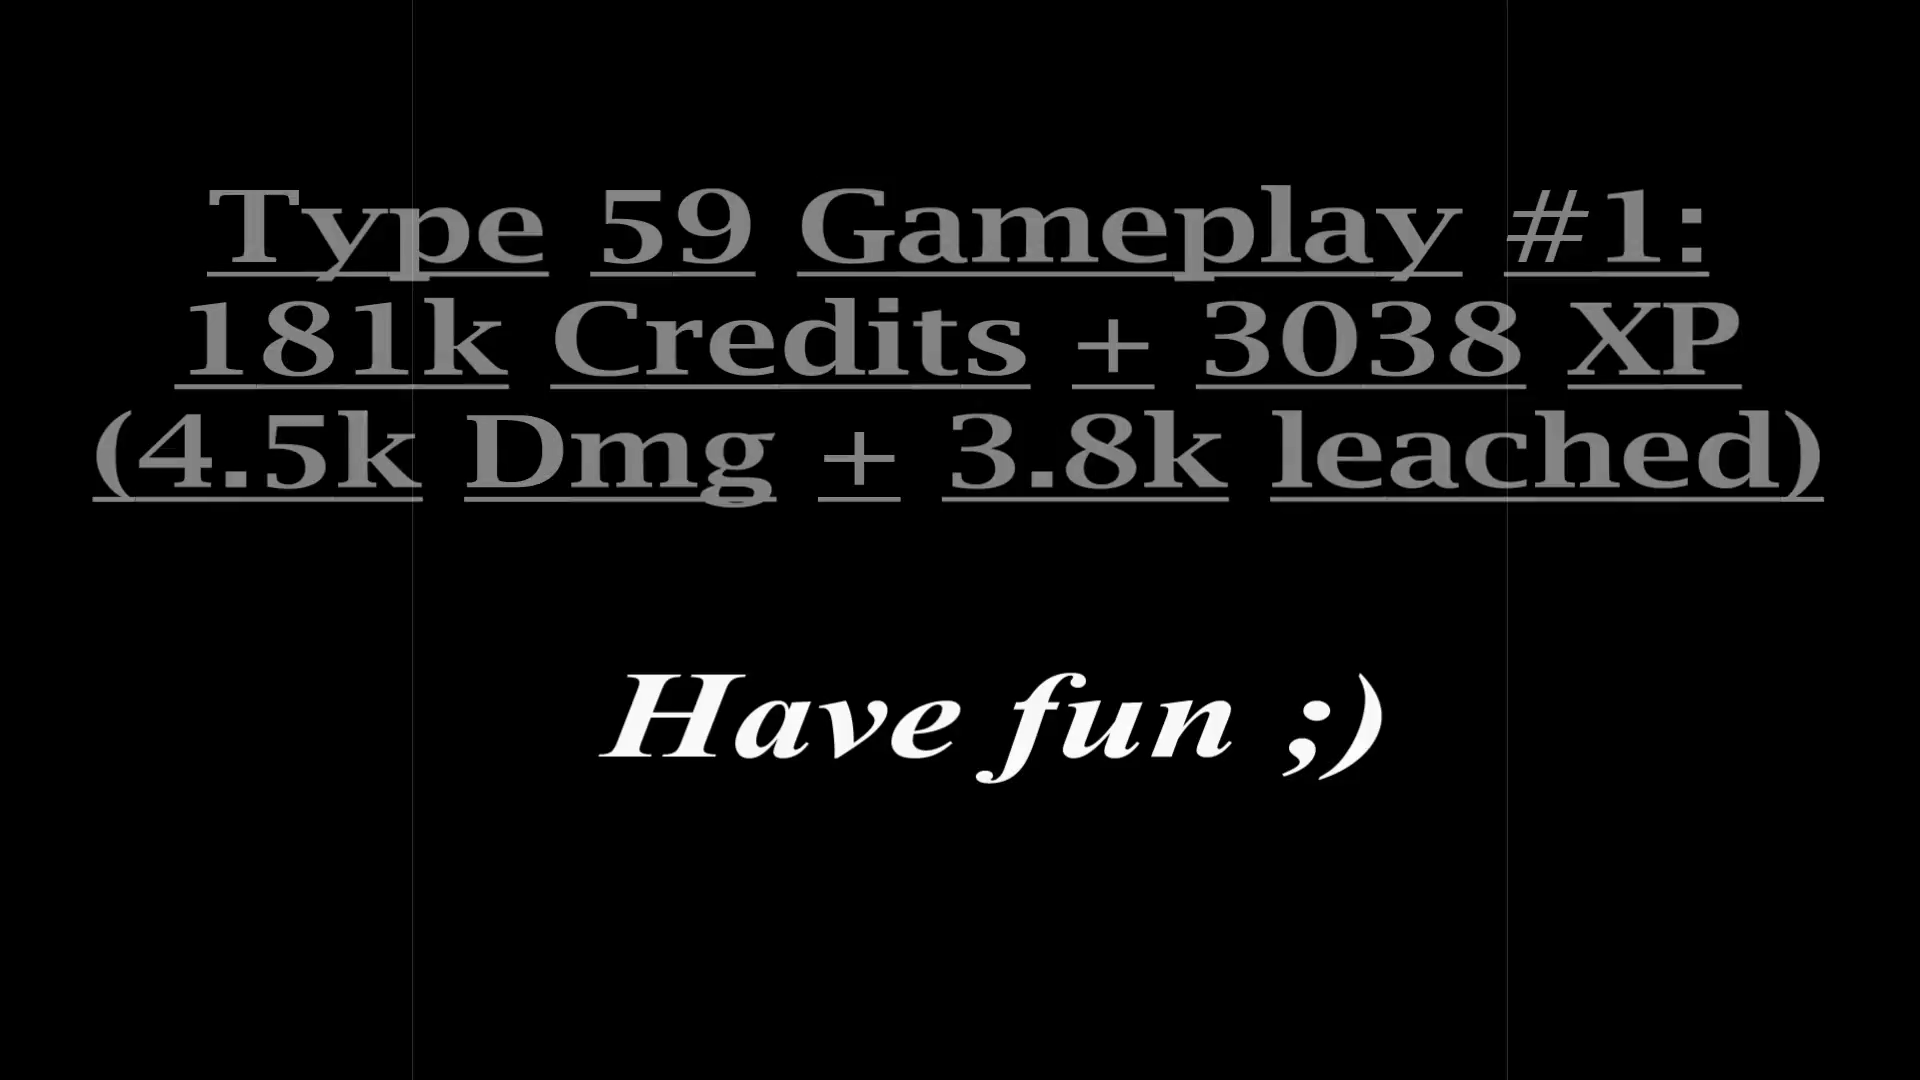 Type 59 Gameplay #1:
181k Credits + 3038 XP
(4.5k Dmg + 3.8k leached)
Have fun ;)